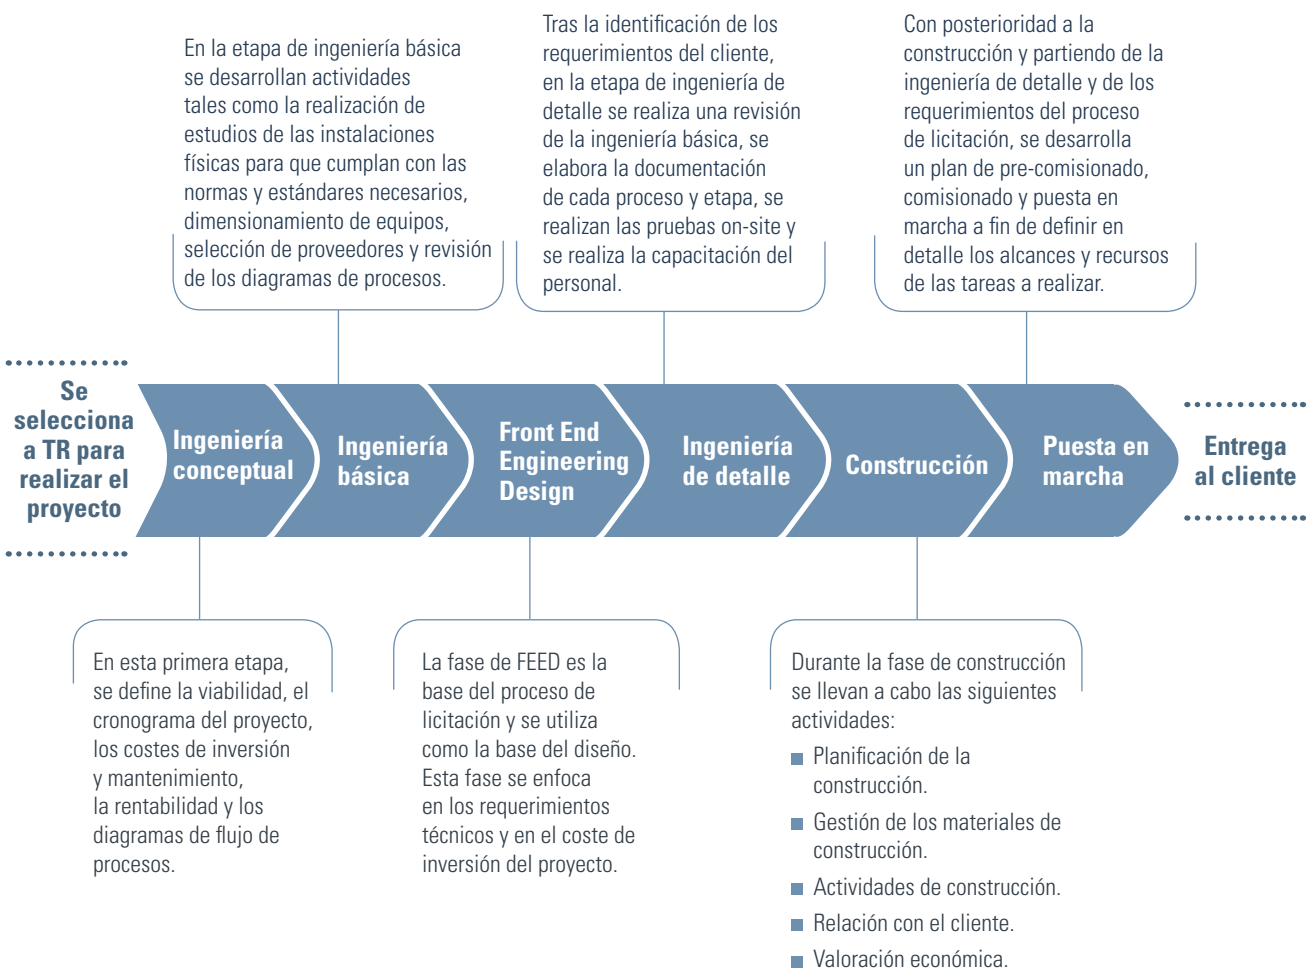 En la etapa de ingeniería básica
se desarrollan actividades
tales como la realización de
estudios de las instalaciones
físicas para que cumplan con las
normas y estándares necesarios,
dimensionamiento de equipos,
selección de proveedores y revisión
de los diagramas de procesos.
Tras la identificación de los
requerimientos del cliente,
en la etapa de ingeniería de
detalle se realiza una revisión
de la ingeniería básica, se
elabora la documentación
de cada proceso y etapa, se
realizan las pruebas on-site y
se realiza la capacitación del
personal.
Con posterioridad a la
construcción y partiendo de la
ingeniería de detalle y de los
requerimientos del proceso
de licitación, se desarrolla
un plan de pre-comisionado,
comisionado y puesta en
marcha a fin de definir en
detalle los alcances y recursos
de las tareas a realizar.
Se
selecciona
a TR para
realizar el
proyecto
Ingeniería
conceptual
Ingeniería
básica
Front End
Engineering
Design
Ingeniería
de detalle
Construcción
Puesta en
marcha
Entrega
al cliente
En esta primera etapa,
se define la viabilidad, el
cronograma del proyecto,
los costes de inversión
y mantenimiento,
la rentabilidad y los
diagramas de flujo de
procesos.
La fase de FEED es la
base del proceso de
licitación y se utiliza
como la base del diseño.
Esta fase se enfoca
en los requerimientos
técnicos y en el coste de
inversión del proyecto.
Durante la fase de construcción
se llevan a cabo las siguientes
actividades:
Planificación de la
construcción.
Gestión de los materiales de
construcción.
Actividades de construcción.
Relación con el cliente.
Valoración económica.